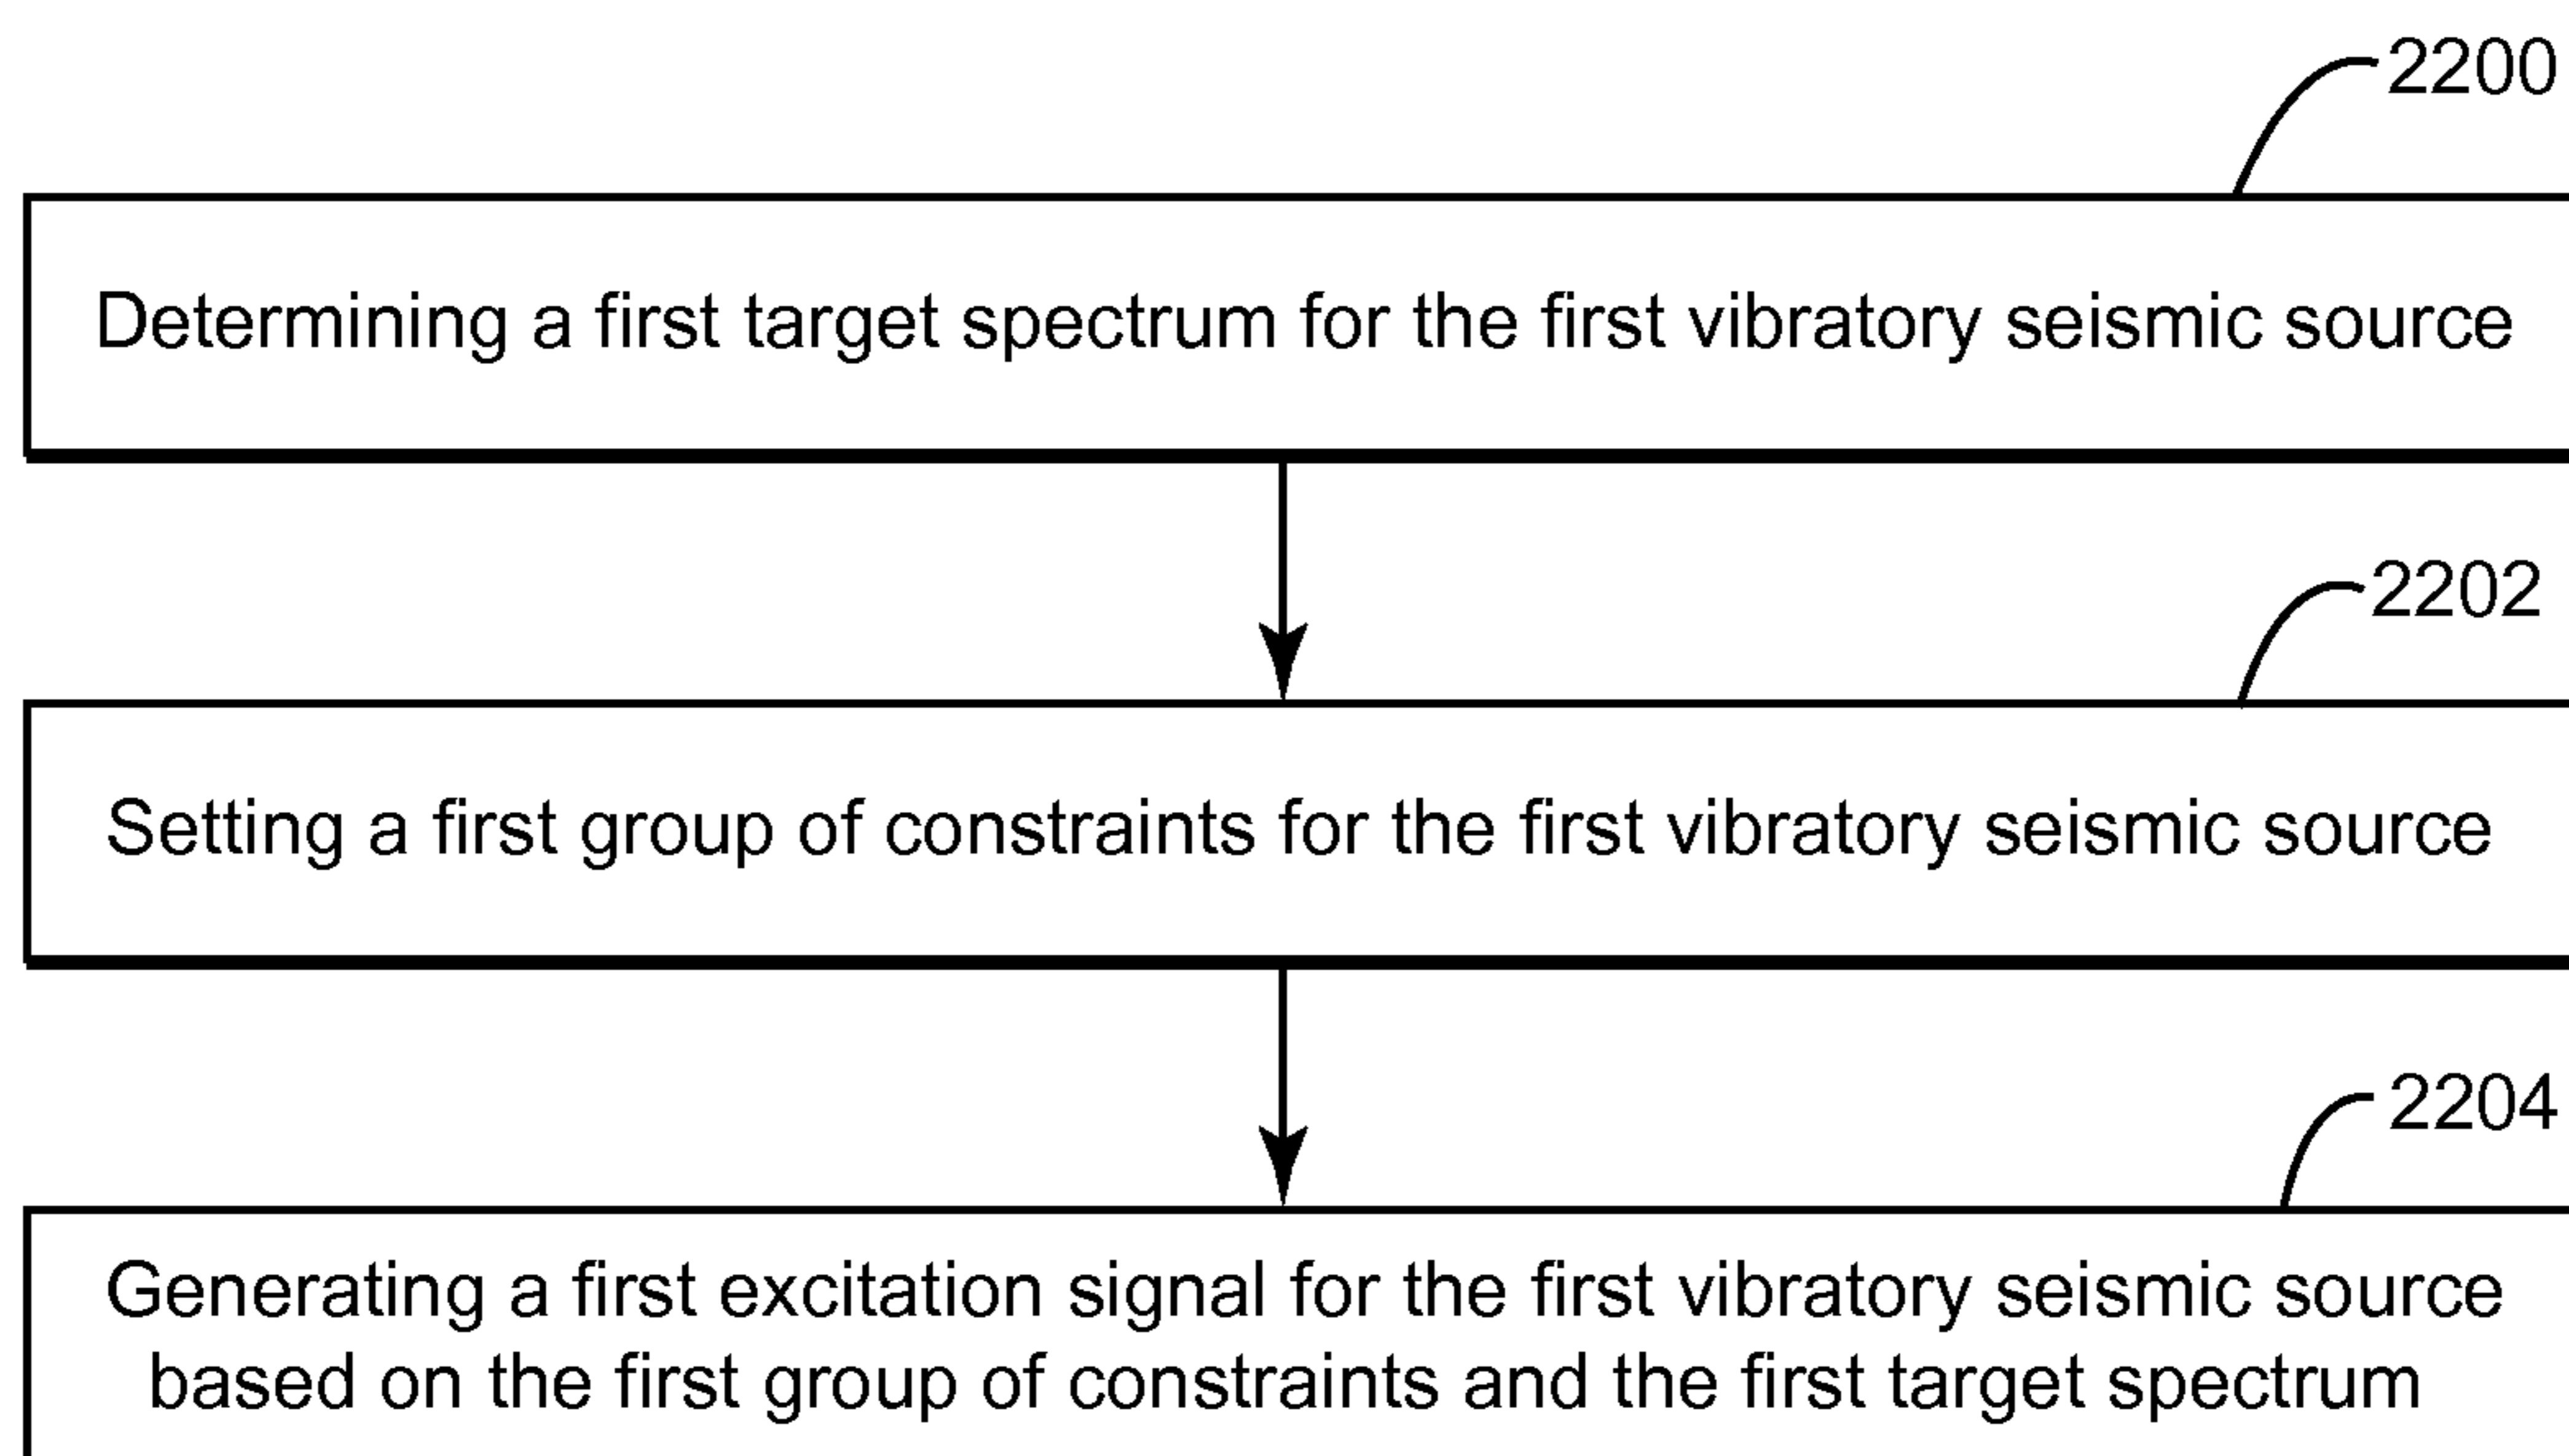 2200
Determining a first target spectrum for the first vibratory seismic source
2202
Setting a first group of constraints for the first vibratory seismic source
2204
Generating a first excitation signal for the first vibratory seismic source
based on the first group of constraints and the first target spectrum